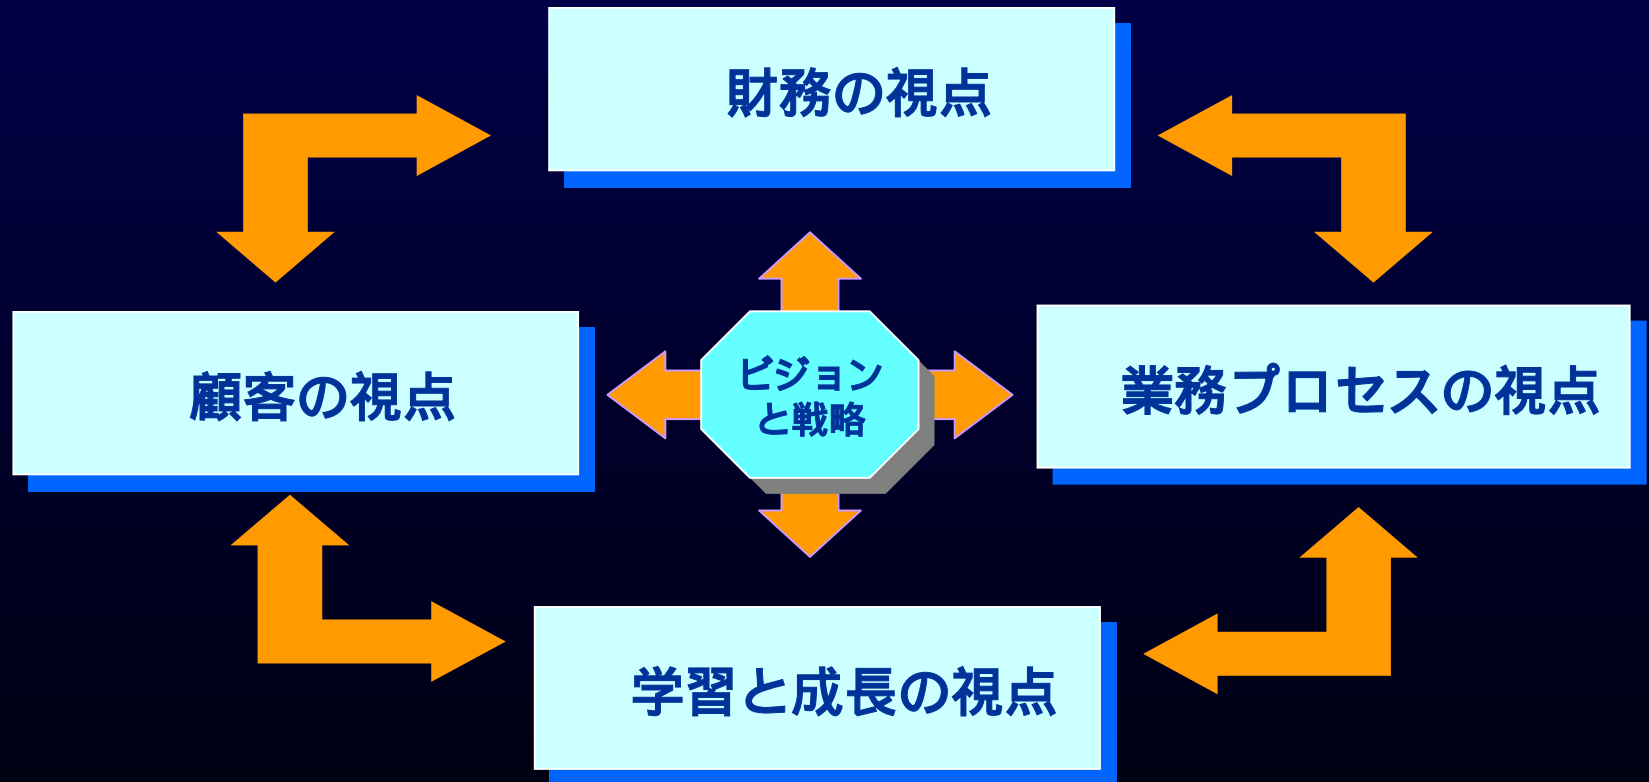 財務の視点
顧客の視点
ビジョン
と戦略
業務プロセスの視点
学習と成長の視点